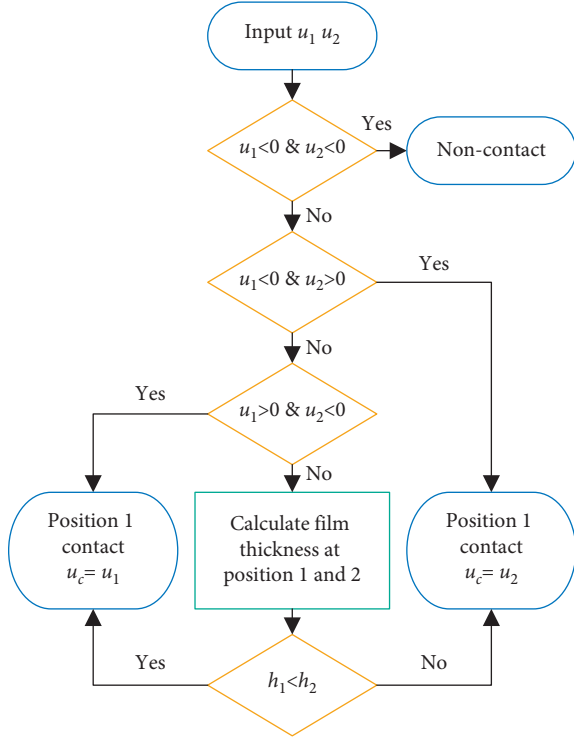 Input u₁ u₂
Yes
u₁<0 & u₂<0
Non-contact
No
Yes
u₁<0 & u₂>0
No
Yes
u₁>0 & u₂<0
No
Position 1
contact
u_c= u₁
Calculate film
thickness at
position 1 and 2
Position 1
contact
u_c= u₂
Yes
No
h₁<h₂